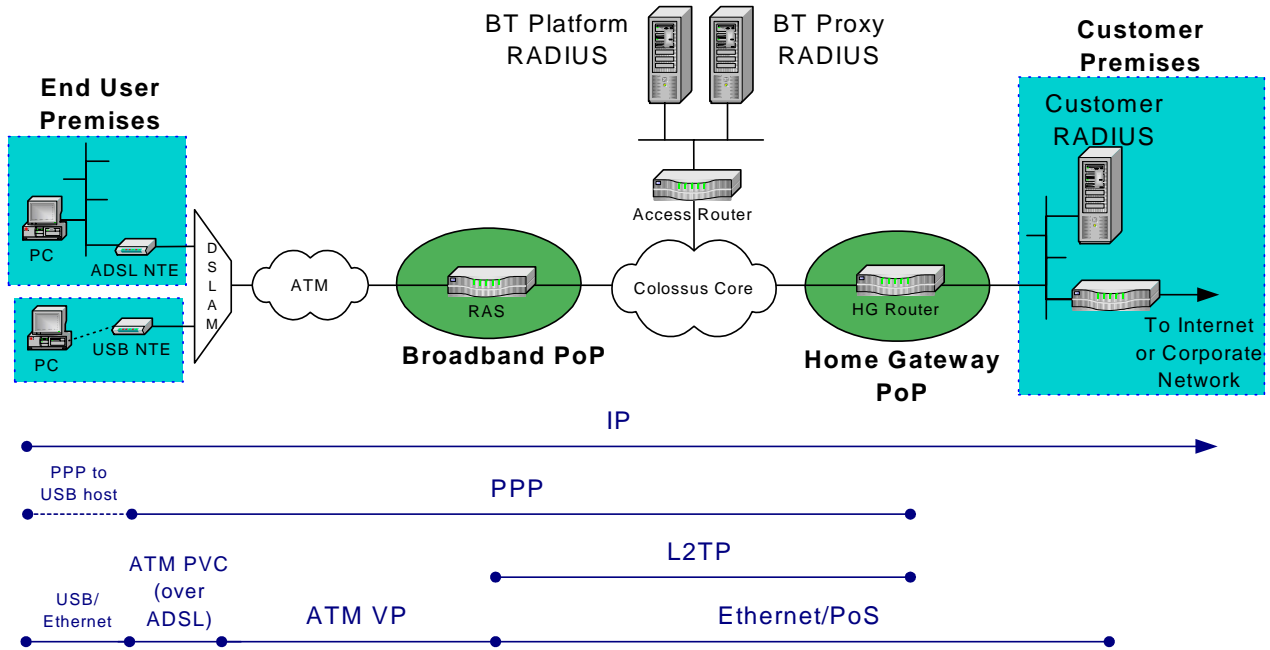 BT Platform
RADIUS
BT Proxy
RADIUS
Customer
Premises
End User
Premises
Customer
RADIUS
PC
ADSL NTE
PC
USB NTE
DSLAM
ATM
RAS
Broadband PoP
Access Router
Colossus Core
HG Router
Home Gateway
PoP
To Internet
or Corporate
Network
IP
PPP to
USB host
PPP
L2TP
USB/
Ethernet
ATM PVC
(over
ADSL)
ATM VP
Ethernet/PoS